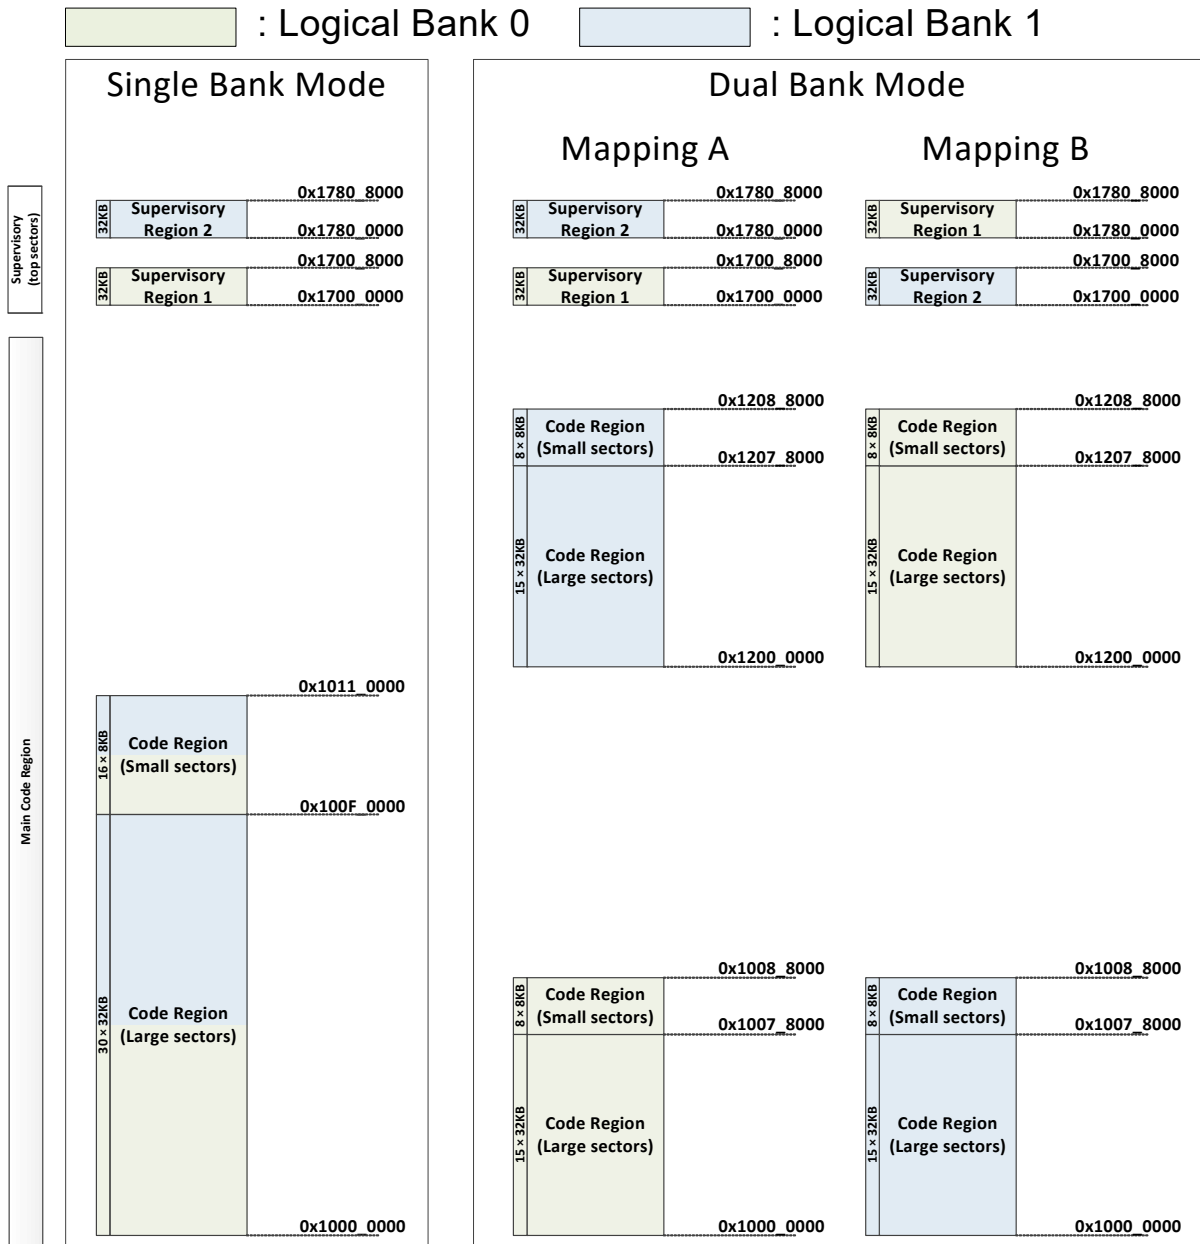 : Logical Bank 0
: Logical Bank 1
Single Bank Mode
Dual Bank Mode
Mapping A
Mapping B
Supervisory
(top sectors)
Main Code Region
32KB
Supervisory
Region 2
0x1780_8000
0x1780_0000
32KB
Supervisory
Region 1
0x1700_8000
0x1700_0000
16 × 8KB
Code Region
(Small sectors)
0x1011_0000
0x100F_0000
30 × 32KB
Code Region
(Large sectors)
0x1000_0000
32KB
Supervisory
Region 2
0x1780_8000
0x1780_0000
32KB
Supervisory
Region 1
0x1700_8000
0x1700_0000
8 × 8KB
Code Region
(Small sectors)
0x1208_8000
0x1207_8000
15 × 32KB
Code Region
(Large sectors)
0x1200_0000
8 × 8KB
Code Region
(Small sectors)
0x1008_8000
0x1007_8000
15 × 32KB
Code Region
(Large sectors)
0x1000_0000
32KB
Supervisory
Region 1
0x1780_8000
0x1780_0000
32KB
Supervisory
Region 2
0x1700_8000
0x1700_0000
8 × 8KB
Code Region
(Small sectors)
0x1208_8000
0x1207_8000
15 × 32KB
Code Region
(Large sectors)
0x1200_0000
8 × 8KB
Code Region
(Small sectors)
0x1008_8000
0x1007_8000
15 × 32KB
Code Region
(Large sectors)
0x1000_0000